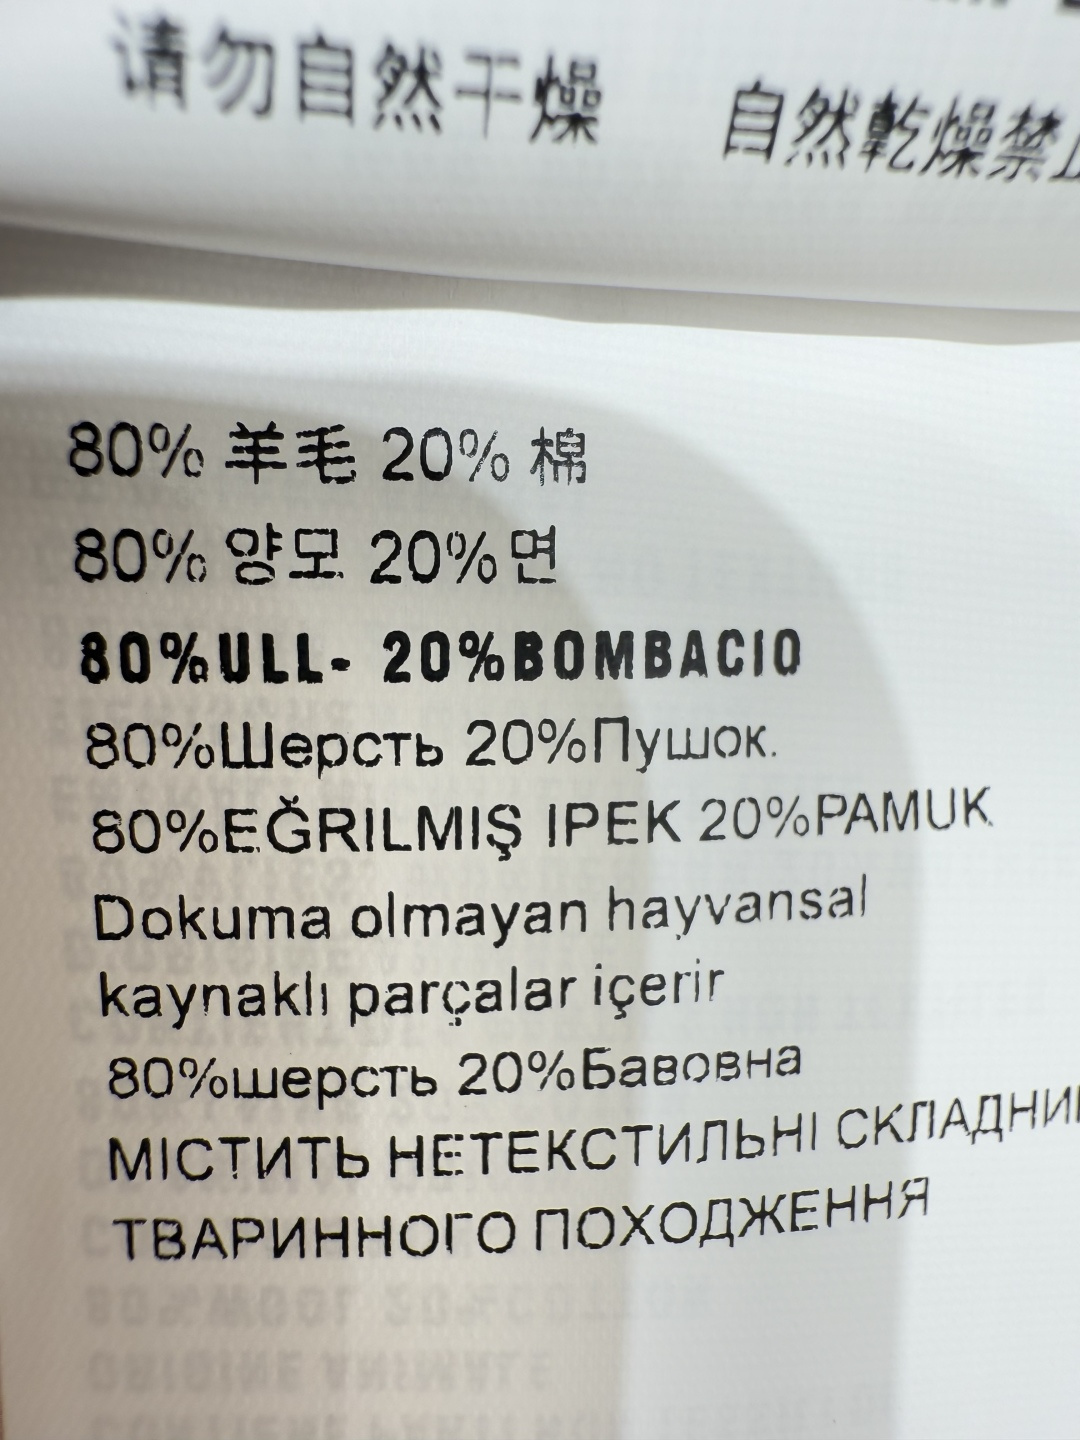 请勿自然干燥 自然乾燥禁止
80% 羊毛 20% 棉
80% 양모 20%면
80%ULL- 20%BOMBACIO
80%Шерсть 20%Пушок.
80%EĞRILMIŞ IPEK 20%PAMUK
Dokuma olmayan hayvansal
kaynaklı parçalar içerir
80%шерсть 20%Бавовна
МІСТИТЬ НЕТЕКСТИЛЬНІ
ТВАРИННОГО ПОХОДЖЕННЯ